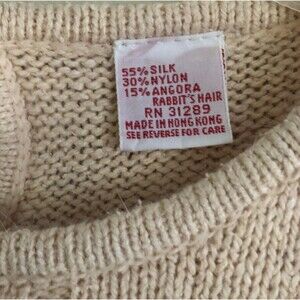 55% SILK
30% NYLON
15% ANGORA
RABBIT'S HAIR
RN 31289
MADE IN HONG KONG
SEE REVERSE FOR CARE